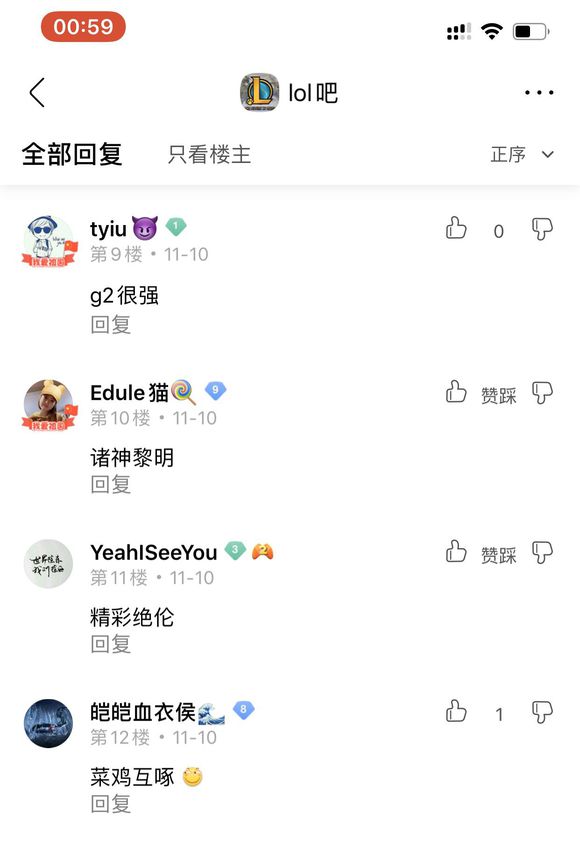 00:59
lol吧
全部回复 只看楼主 正序
tyiu😈 1
第9楼 • 11-10
0
g2很强
回复
我爱祖国
Edule猫🍭 9
第10楼 • 11-10
赞踩
诸神黎明
回复
我爱祖国
YeahISeeYou 3 2
第11楼 • 11-10
赞踩
精彩绝伦
回复
皑皑血衣侯🌊 8
第12楼 • 11-10
1
菜鸡互啄
回复